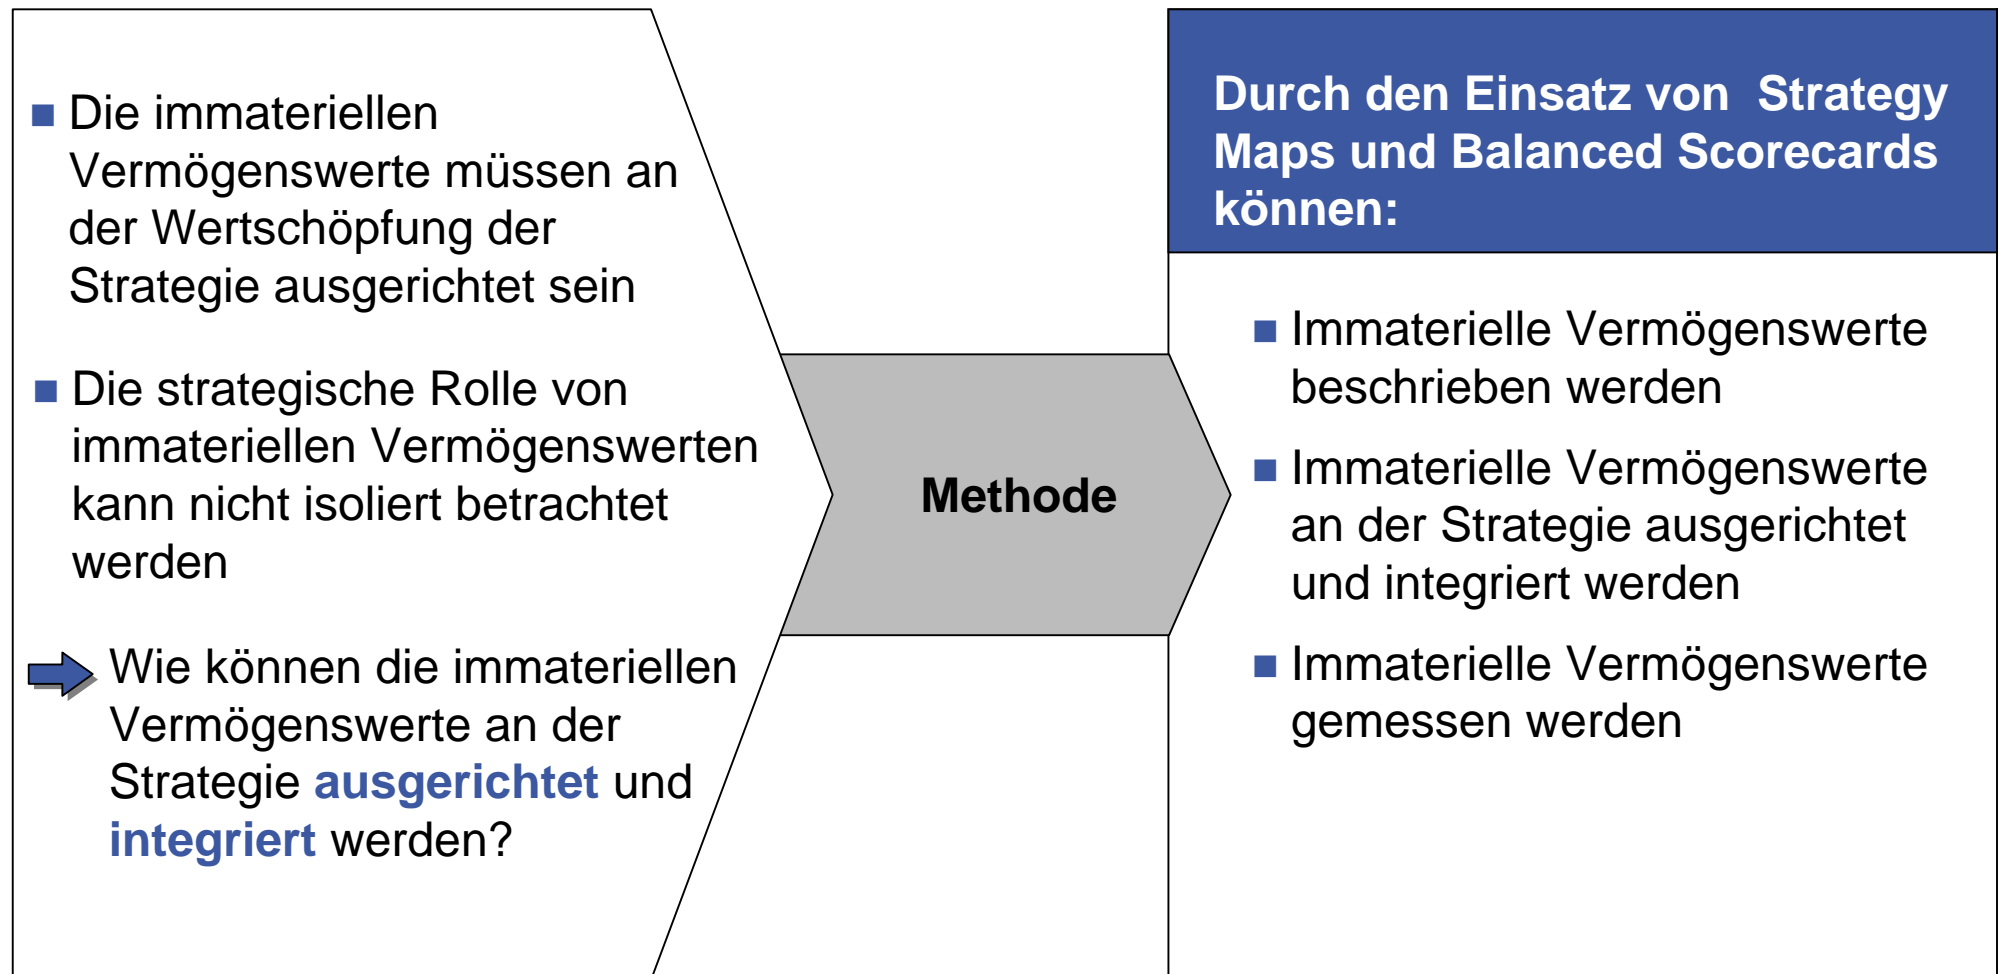 Die immateriellen
Vermögenswerte müssen an
der Wertschöpfung der
Strategie ausgerichtet sein
Die strategische Rolle von
immateriellen Vermögenswerten
kann nicht isoliert betrachtet
werden
Wie können die immateriellen
Vermögenswerte an der
Strategie ausgerichtet und
integriert werden?
Methode
Durch den Einsatz von  Strategy
Maps und Balanced Scorecards
können:
Immaterielle Vermögenswerte
beschrieben werden
Immaterielle Vermögenswerte
an der Strategie ausgerichtet
und integriert werden
Immaterielle Vermögenswerte
gemessen werden